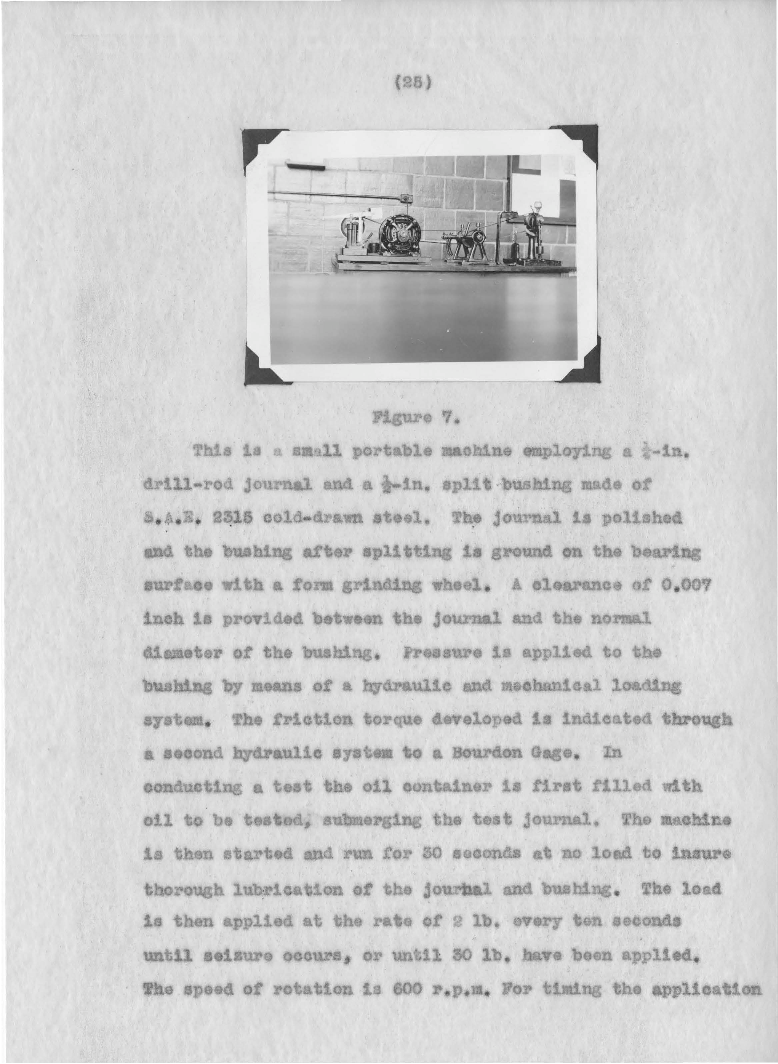 (25)
Figure 7.
This is a small portable machine employing a ½-in.
drill-rod journal and a ½-in. split bushing made of
S.A.E. 2315 cold-drawn steel. The journal is polished
and the bushing after splitting is ground on the bearing
surface with a form grinding wheel. A clearance of 0.007
inch is provided between the journal and the normal
diameter of the bushing. Pressure is applied to the
bushing by means of a hydraulic and mechanical loading
system. The friction torque developed is indicated through
a second hydraulic system to a Bourdon Gage. In
conducting a test the oil container is first filled with
oil to be tested, submerging the test journal. The machine
is then started and run for 30 seconds at no load to insure
thorough lubrication of the journal and bushing. The load
is then applied at the rate of 2 lb. every ten seconds
until seizure occurs, or until 30 lb. have been applied.
The speed of rotation is 600 r.p.m. For timing the application